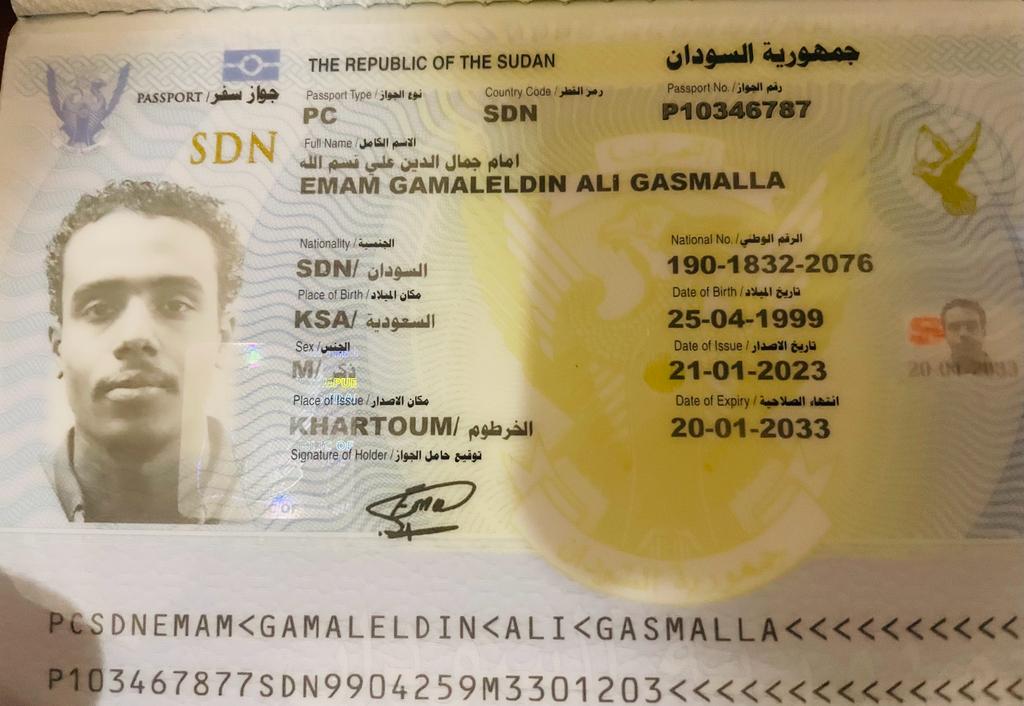 THE REPUBLIC OF THE SUDAN جمهورية السودان
PASSPORT / جواز سفر
Passport Type / نوع الجواز Country Code / رمز القطر Passport No. / رقم الجواز
PC SDN P10346787
SDN
Full Name / الاسم الكامل
امام جمال الدين علي قسم الله
EMAM GAMALELDIN ALI GASMALLA
Nationality / الجنسية National No. / الرقم الوطني
SDN/ السودان 190-1832-2076
Place of Birth / مكان الميلاد Date of Birth / تاريخ الميلاد
KSA/ السعودية 25-04-1999
Sex / الجنس Date of Issue / تاريخ الاصدار
M/ ذكر 21-01-2023
Place of Issue / مكان الاصدار Date of Expiry / انتهاء الصلاحية
KHARTOUM/ الخرطوم 20-01-2033
Signature of Holder / توقيع حامل الجواز
20-01-2033
جمهورية السودان
PCSDNEMAM<GAMALELDIN<ALI<GASMALLA<<<<<<<<<<
P103467877SDN9904259M3301203<<<<<<<<<<<<<<<